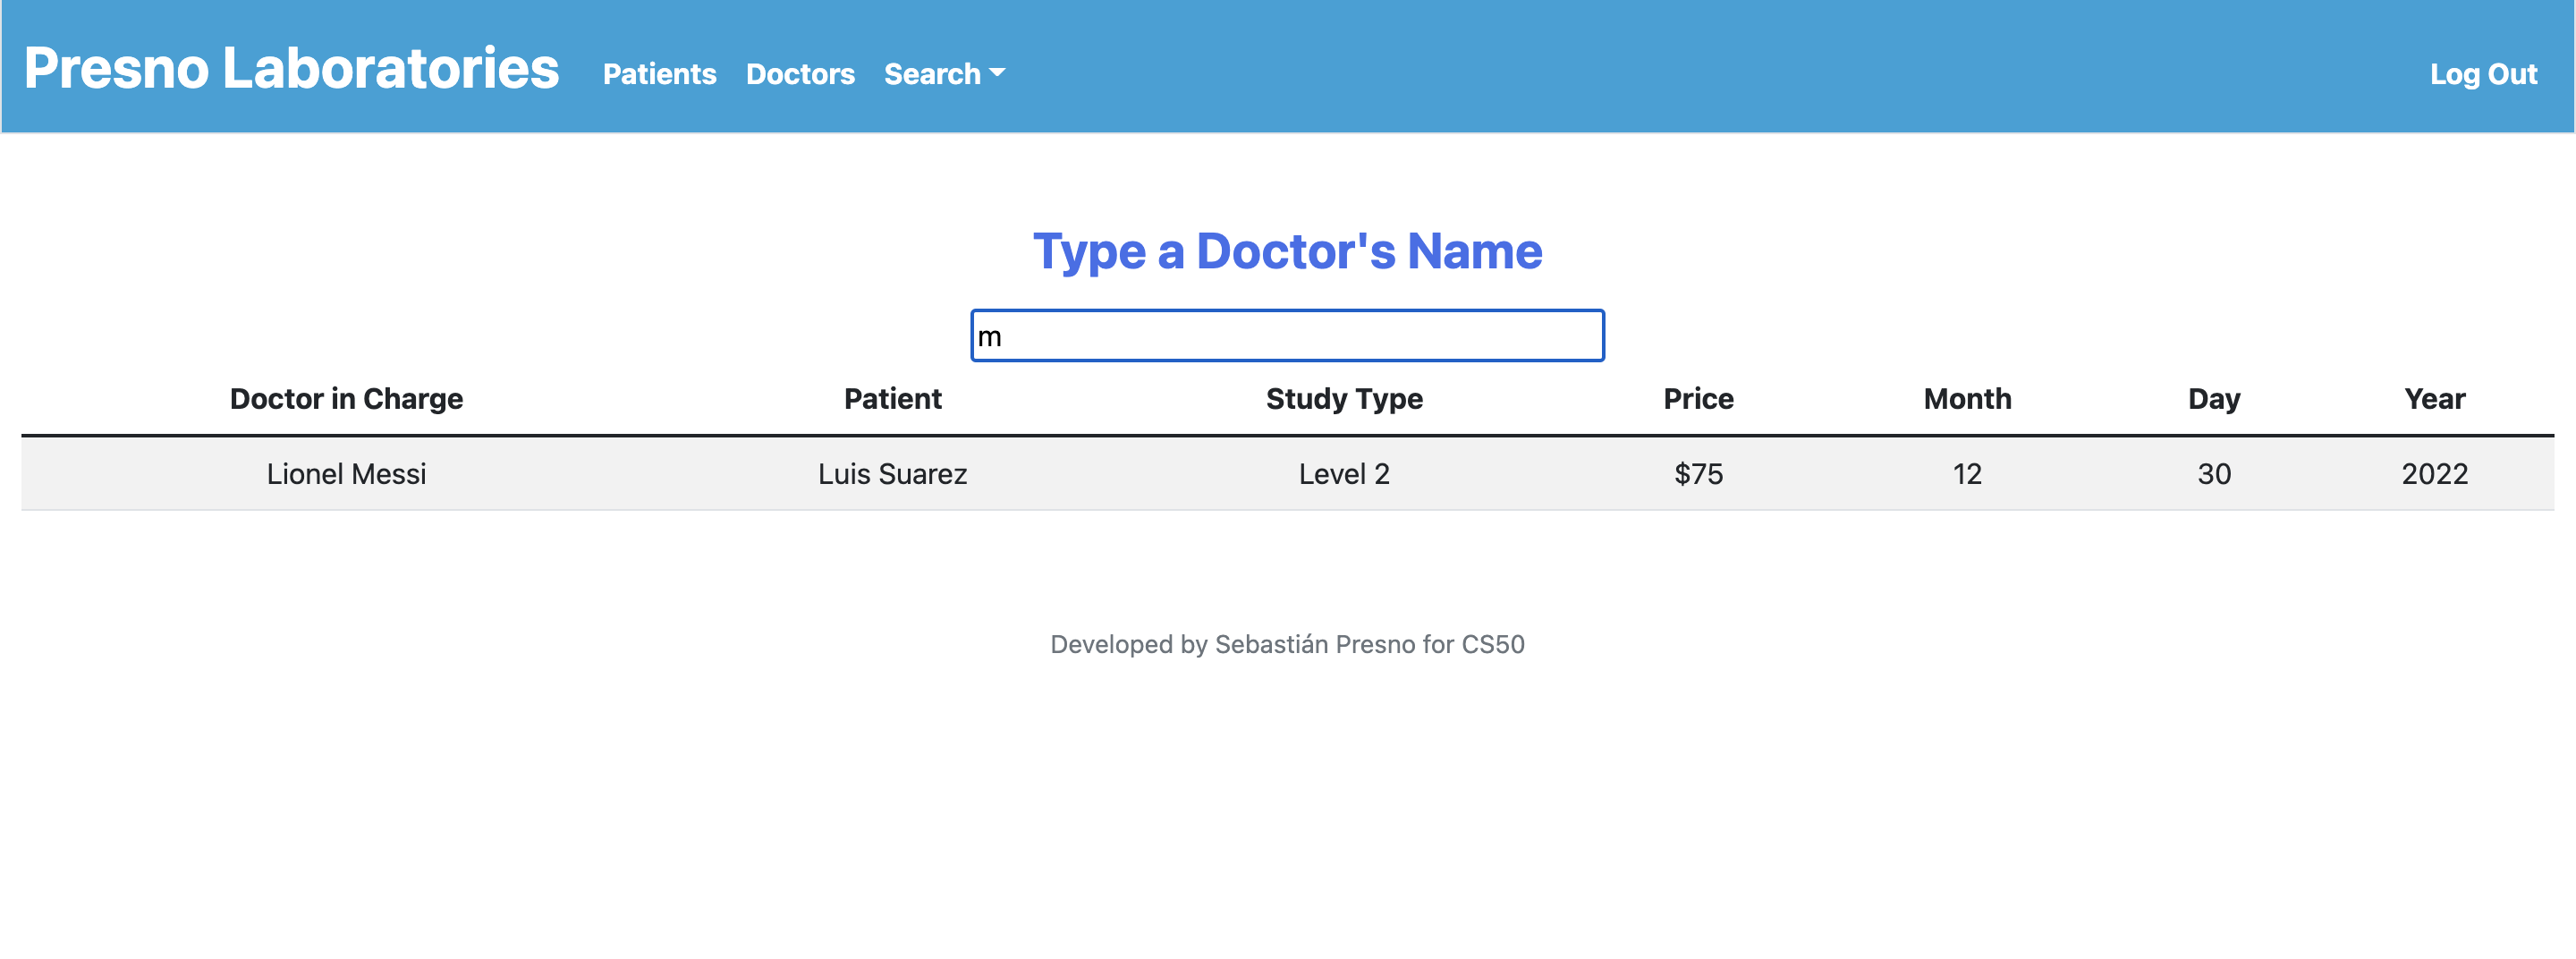 Presno Laboratories Patients Doctors Search Log Out
Type a Doctor's Name
m
Doctor in Charge Patient Study Type Price Month Day Year
Lionel Messi Luis Suarez Level 2 $75 12 30 2022
Developed by Sebastián Presno for CS50